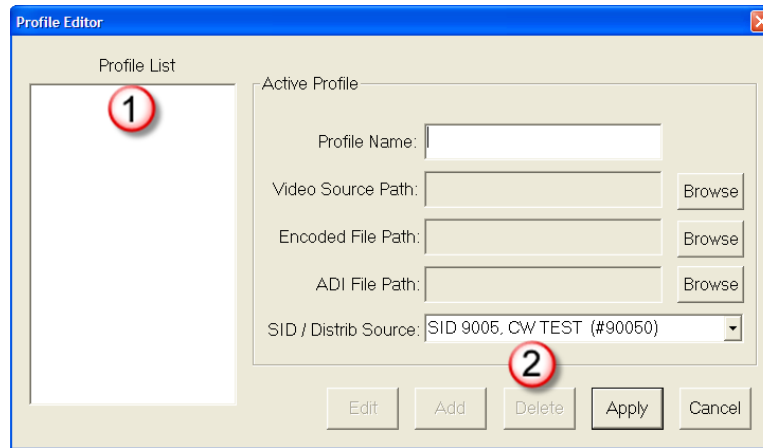 Profile Editor
Profile List
1
Active Profile
Profile Name:
Video Source Path:
Browse
Encoded File Path:
Browse
ADI File Path:
Browse
SID / Distrib Source:
SID 9005, CW TEST (#90050)
2
Edit
Add
Delete
Apply
Cancel